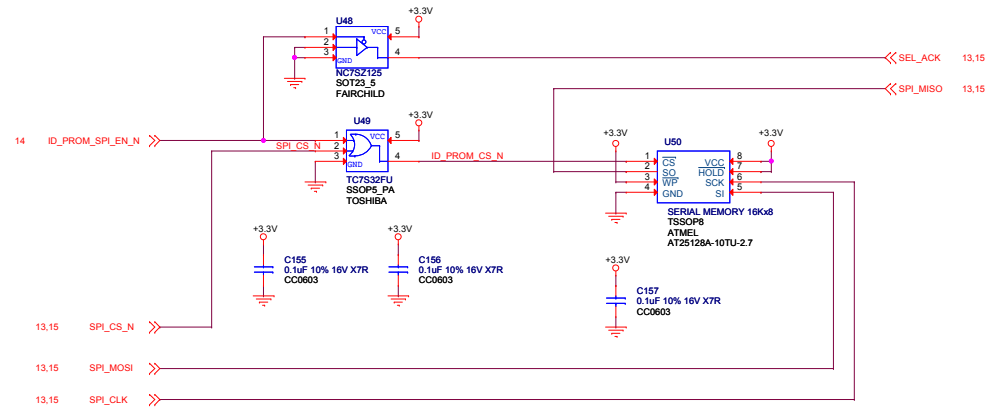 +3.3V
U48
1
2
3
VCC
GND
5
4
NC7SZ125
SOT23_5
FAIRCHILD
SEL_ACK 13,15
SPI_MISO 13,15
+3.3V
U49
14 ID_PROM_SPI_EN_N
SPI_CS_N
1
2
3
VCC
GND
5
4
ID_PROM_CS_N
TC7S32FU
SSOP5_PA
TOSHIBA
+3.3V
+3.3V
U50
1 CS VCC 8
2 SO HOLD 7
3 WP SCK 6
4 GND SI 5
SERIAL MEMORY 16Kx8
TSSOP8
ATMEL
AT25128A-10TU-2.7
+3.3V
C155
0.1uF 10% 16V X7R
CC0603
+3.3V
C156
0.1uF 10% 16V X7R
CC0603
+3.3V
C157
0.1uF 10% 16V X7R
CC0603
13,15 SPI_CS_N
13,15 SPI_MOSI
13,15 SPI_CLK